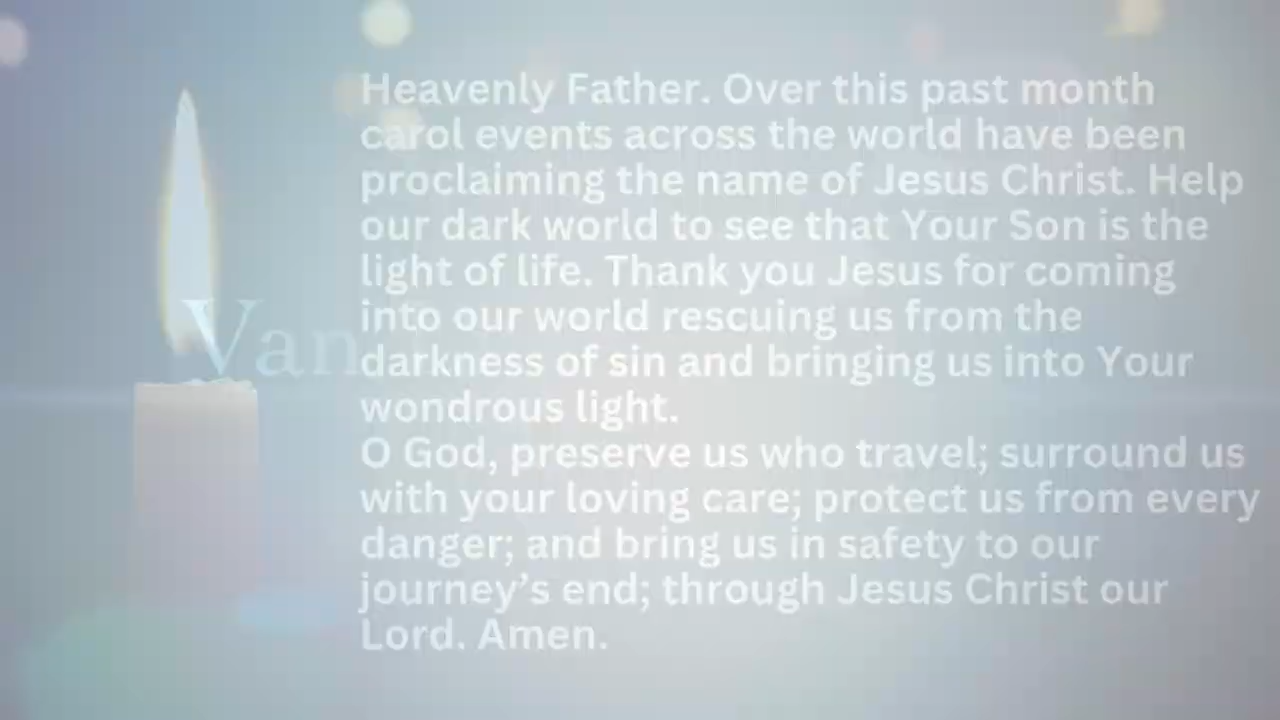 Heavenly Father. Over this past month
carol events across the world have been
proclaiming the name of Jesus Christ. Help
our dark world to see that Your Son is the
light of life. Thank you Jesus for coming
into our world rescuing us from the
Van
darkness of sin and bringing us into Your
wondrous light.
O God, preserve us who travel; surround us
with your loving care; protect us from every
danger; and bring us in safety to our
journey’s end; through Jesus Christ our
Lord. Amen.